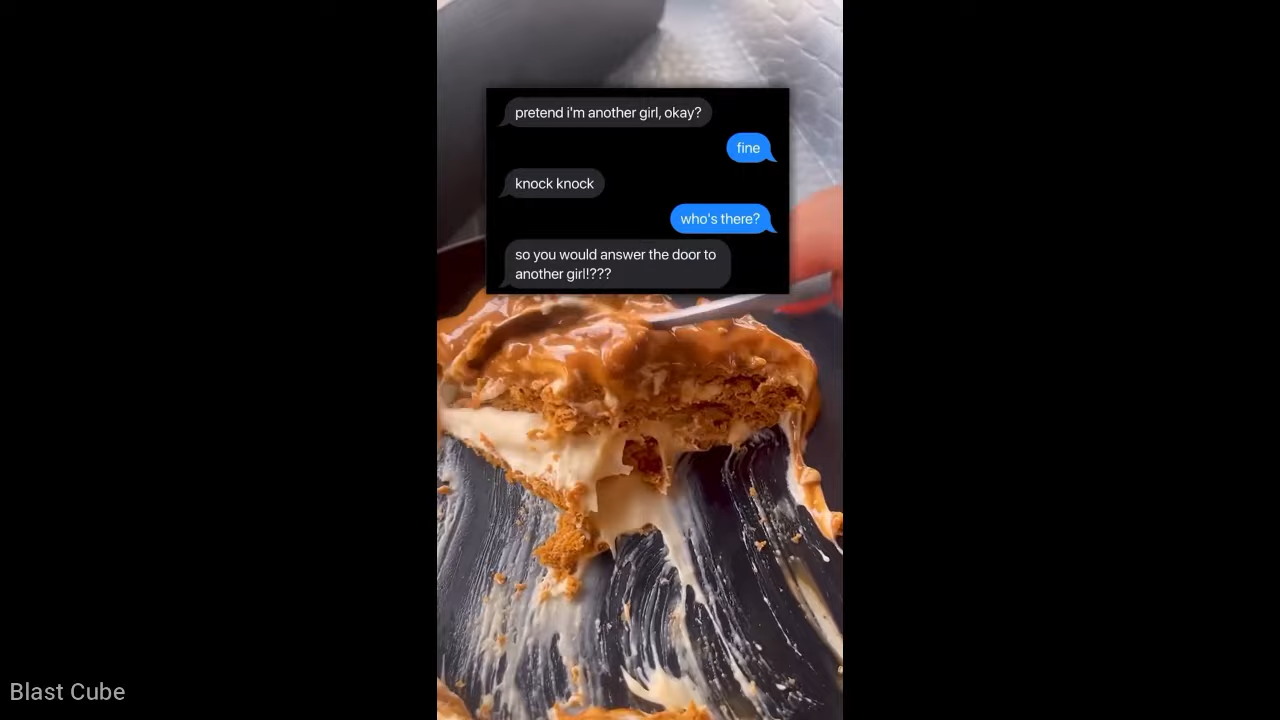 pretend i'm another girl, okay?
fine
knock knock
who's there?
so you would answer the door to
another girl!!???
Blast Cube